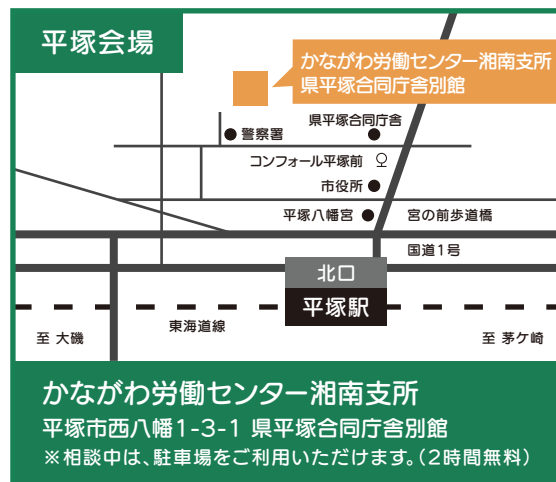 平塚会場
かながわ労働センター湘南支所
県平塚合同庁舎別館
県平塚合同庁舎
警察署
コンフォール平塚前
市役所
平塚八幡宮
宮の前歩道橋
国道1号
北口
平塚駅
東海道線
至 大磯
至 茅ケ崎
かながわ労働センター湘南支所
平塚市西八幡1-3-1 県平塚合同庁舎別館
※相談中は、駐車場をご利用いただけます。(2時間無料)